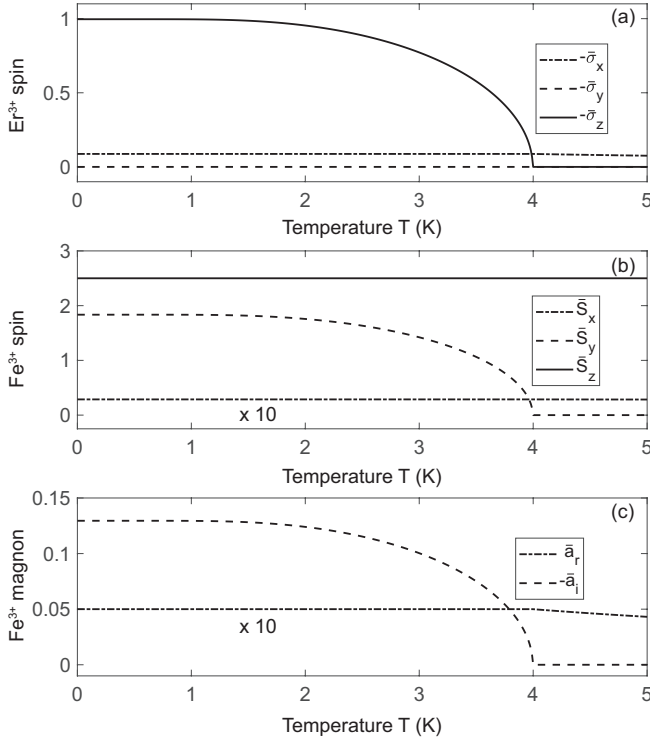 (a)
1
0.5
0
Er³⁺ spin
-σ̄x
-σ̄y
-σ̄z
0 1 2 3 4 5
Temperature T (K)
(b)
3
2
1
0
Fe³⁺ spin
S̄x
S̄y
S̄z
x 10
0 1 2 3 4 5
Temperature T (K)
(c)
0.15
0.1
0.05
0
Fe³⁺ magnon
ār
-āi
x 10
0 1 2 3 4 5
Temperature T (K)